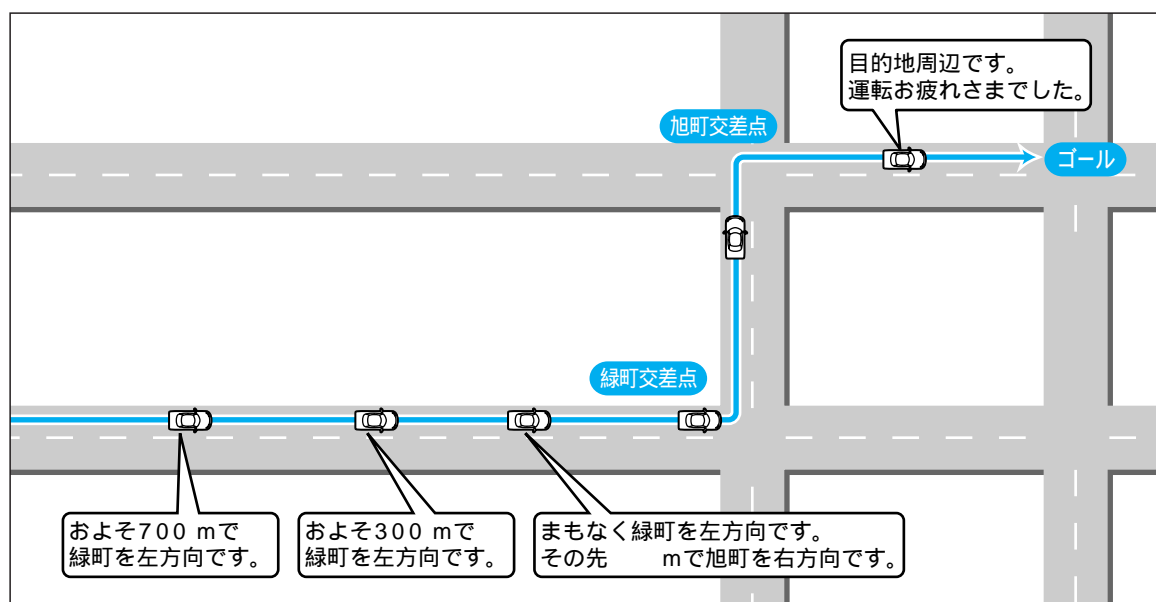 目的地周辺です。
運転お疲れさまでした。
旭町交差点
ゴール
緑町交差点
およそ700 mで
緑町を左方向です。
およそ300 mで
緑町を左方向です。
まもなく緑町を左方向です。
その先　　mで旭町を右方向です。